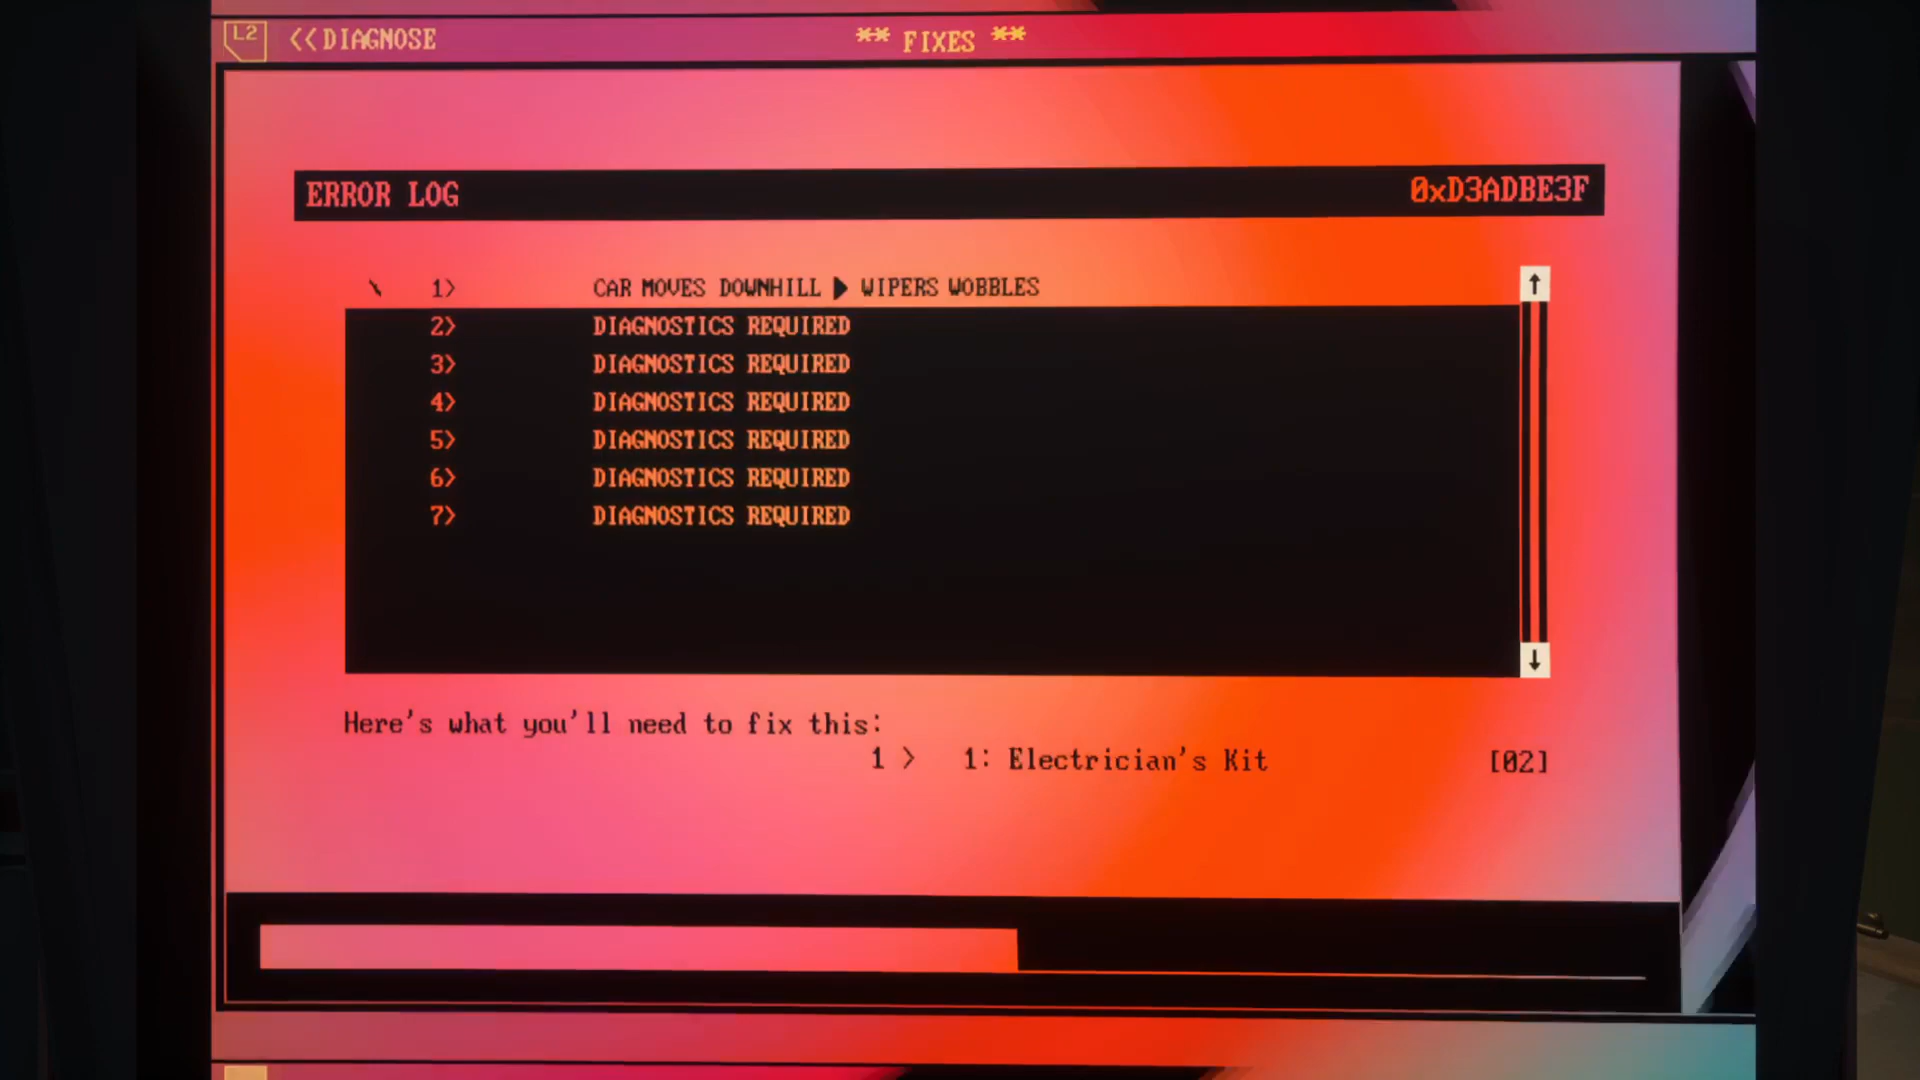 L2 <<DIAGNOSE ** FIXES **
ERROR LOG 0xD3ADBE3F
\ 1> CAR MOVES DOWNHILL ▶ WIPERS WOBBLES
2> DIAGNOSTICS REQUIRED
3> DIAGNOSTICS REQUIRED
4> DIAGNOSTICS REQUIRED
5> DIAGNOSTICS REQUIRED
6> DIAGNOSTICS REQUIRED
7> DIAGNOSTICS REQUIRED
Here's what you'll need to fix this:
1 > 1: Electrician's Kit [02]